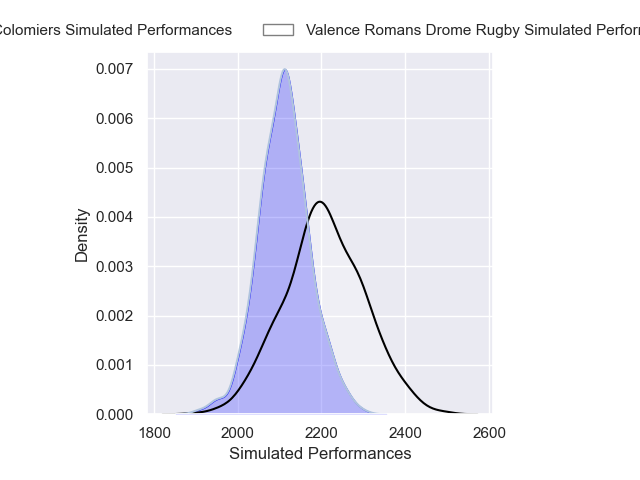 Colomiers Simulated Performances
Valence Romans Drome Rugby Simulated Perfor
0.007
0.006
0.005
0.004
0.003
0.002
0.001
0.000
Density
1800 2000 2200 2400 2600
Simulated Performances